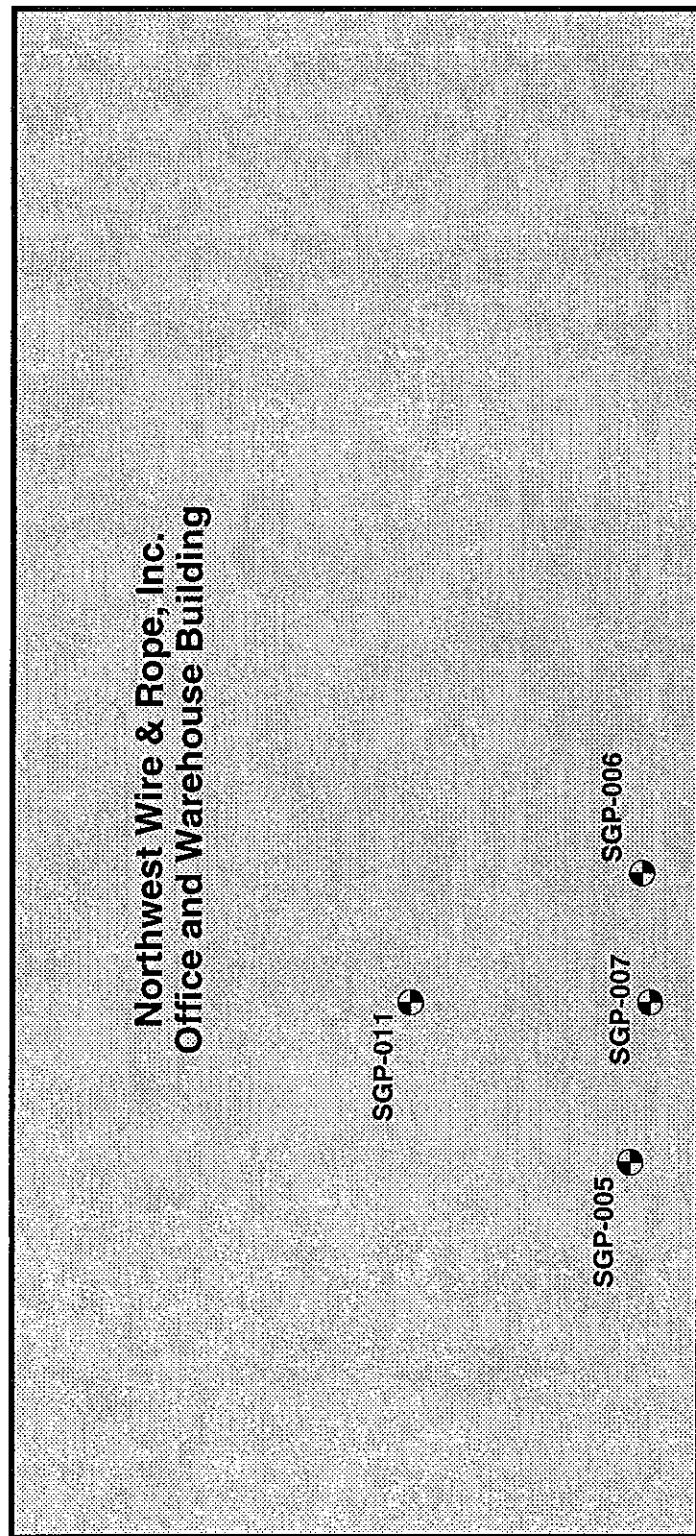 Northwest Wire & Rope, Inc.
Office and Warehouse Building
SGP-011
SGP-005
SGP-007
SGP-006